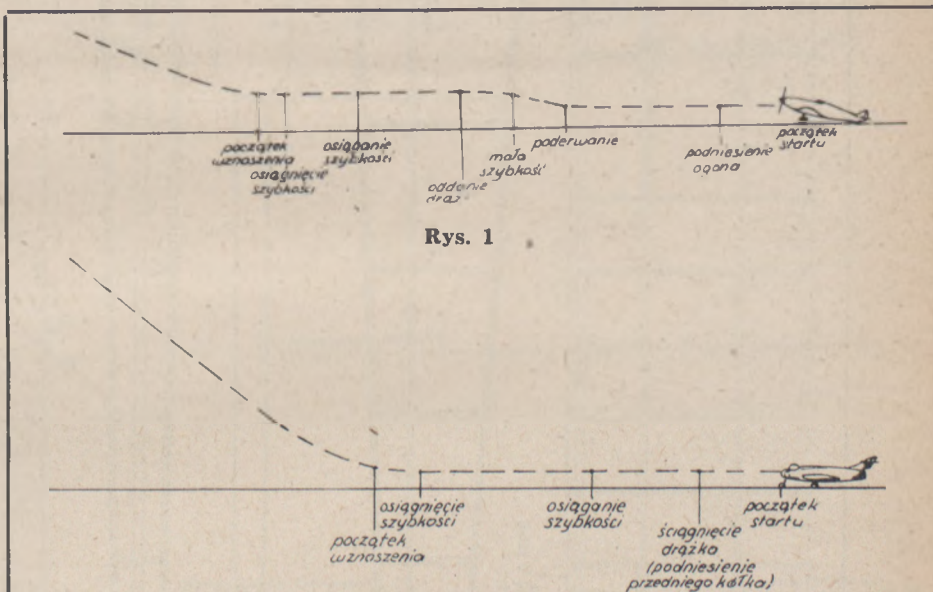 początek
wznoszenia
osiągnięcie
szybkości
osiąganie
szybkości
oddanie
drąż
mała
szybkość
poderwanie
podniesienie
ogona
początek
startu
Rys. 1
początek
wznoszenia
osiągnięcie
szybkości
osiąganie
szybkości
ściągnięcie
drążka
(podniesienie
przedniego kółka)
początek
startu